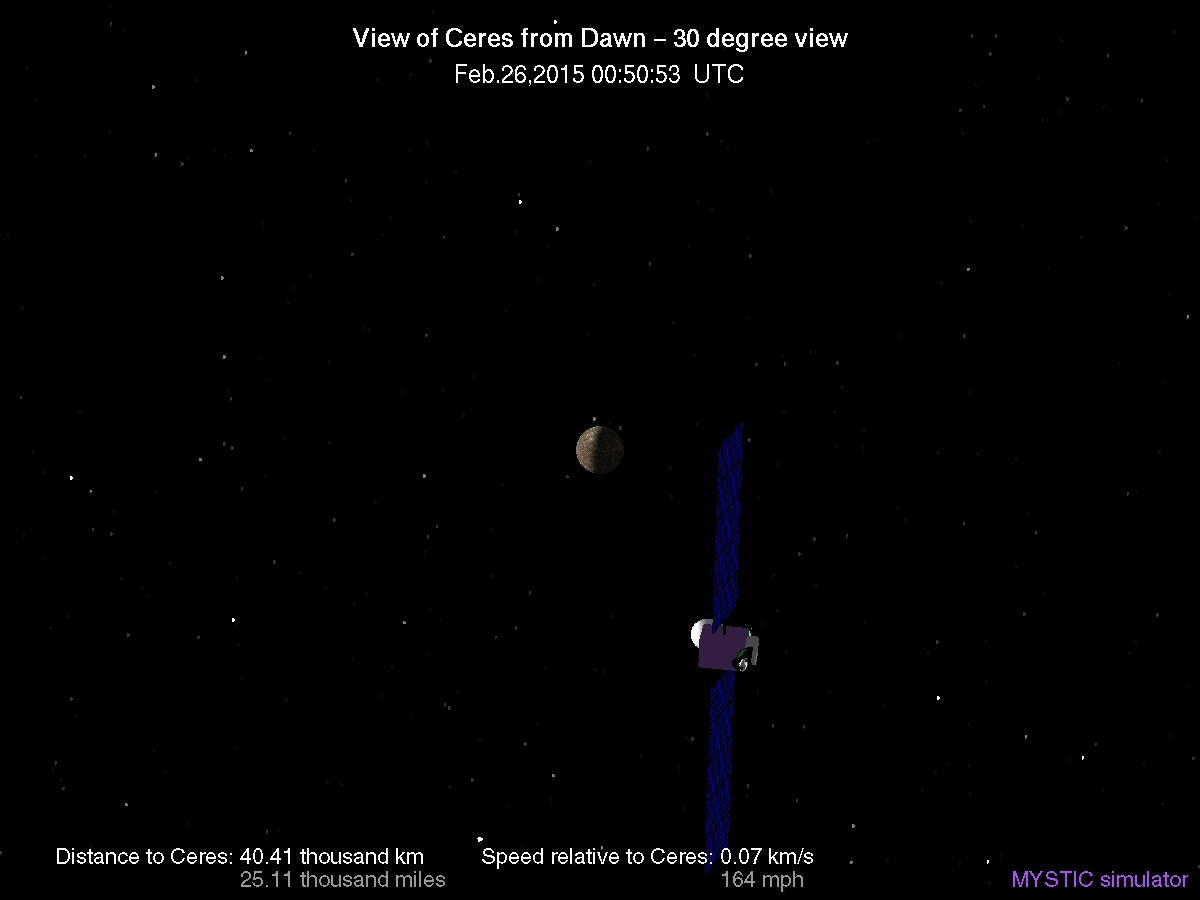 View of Ceres from Dawn – 30 degree view
Feb.26,2015 00:50:53 UTC
Distance to Ceres: 40.41 thousand km
25.11 thousand miles
Speed relative to Ceres: 0.07 km/s
164 mph
MYSTIC simulator